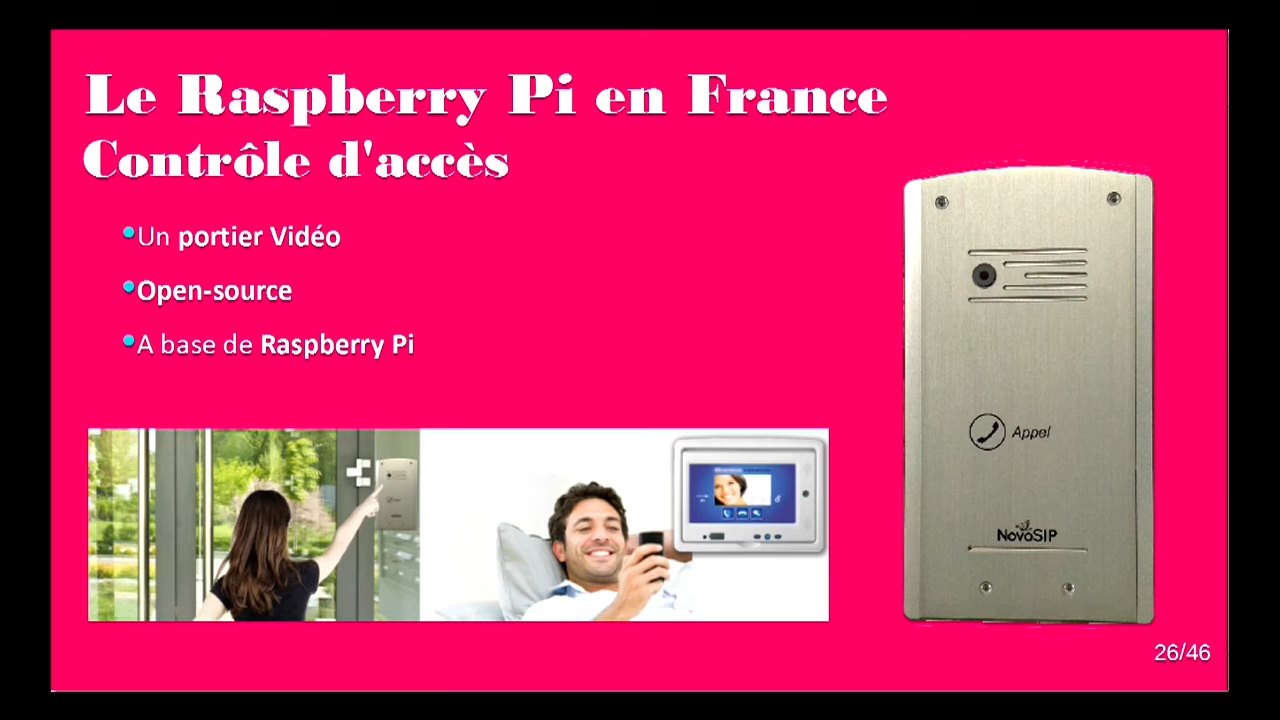 Le Raspberry Pi en France
Contrôle d'accès
Un portier Vidéo
Open-source
A base de Raspberry Pi
Appel
NovoSIP
26/46